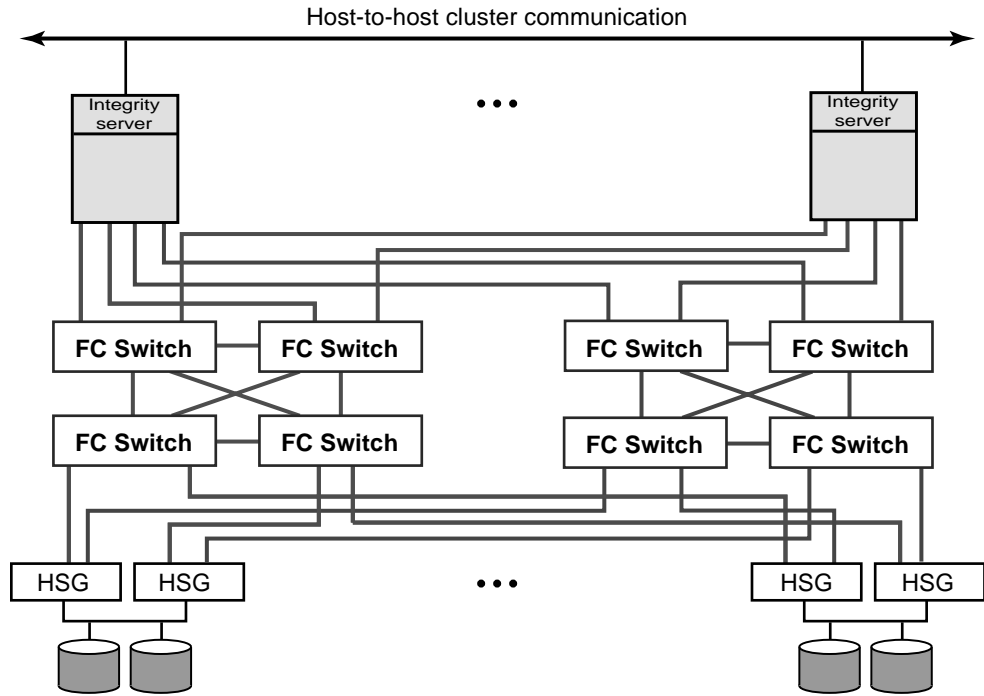 Host-to-host cluster communication
Integrity
server
Integrity
server
FC Switch
FC Switch
FC Switch
FC Switch
FC Switch
FC Switch
FC Switch
FC Switch
HSG
HSG
HSG
HSG